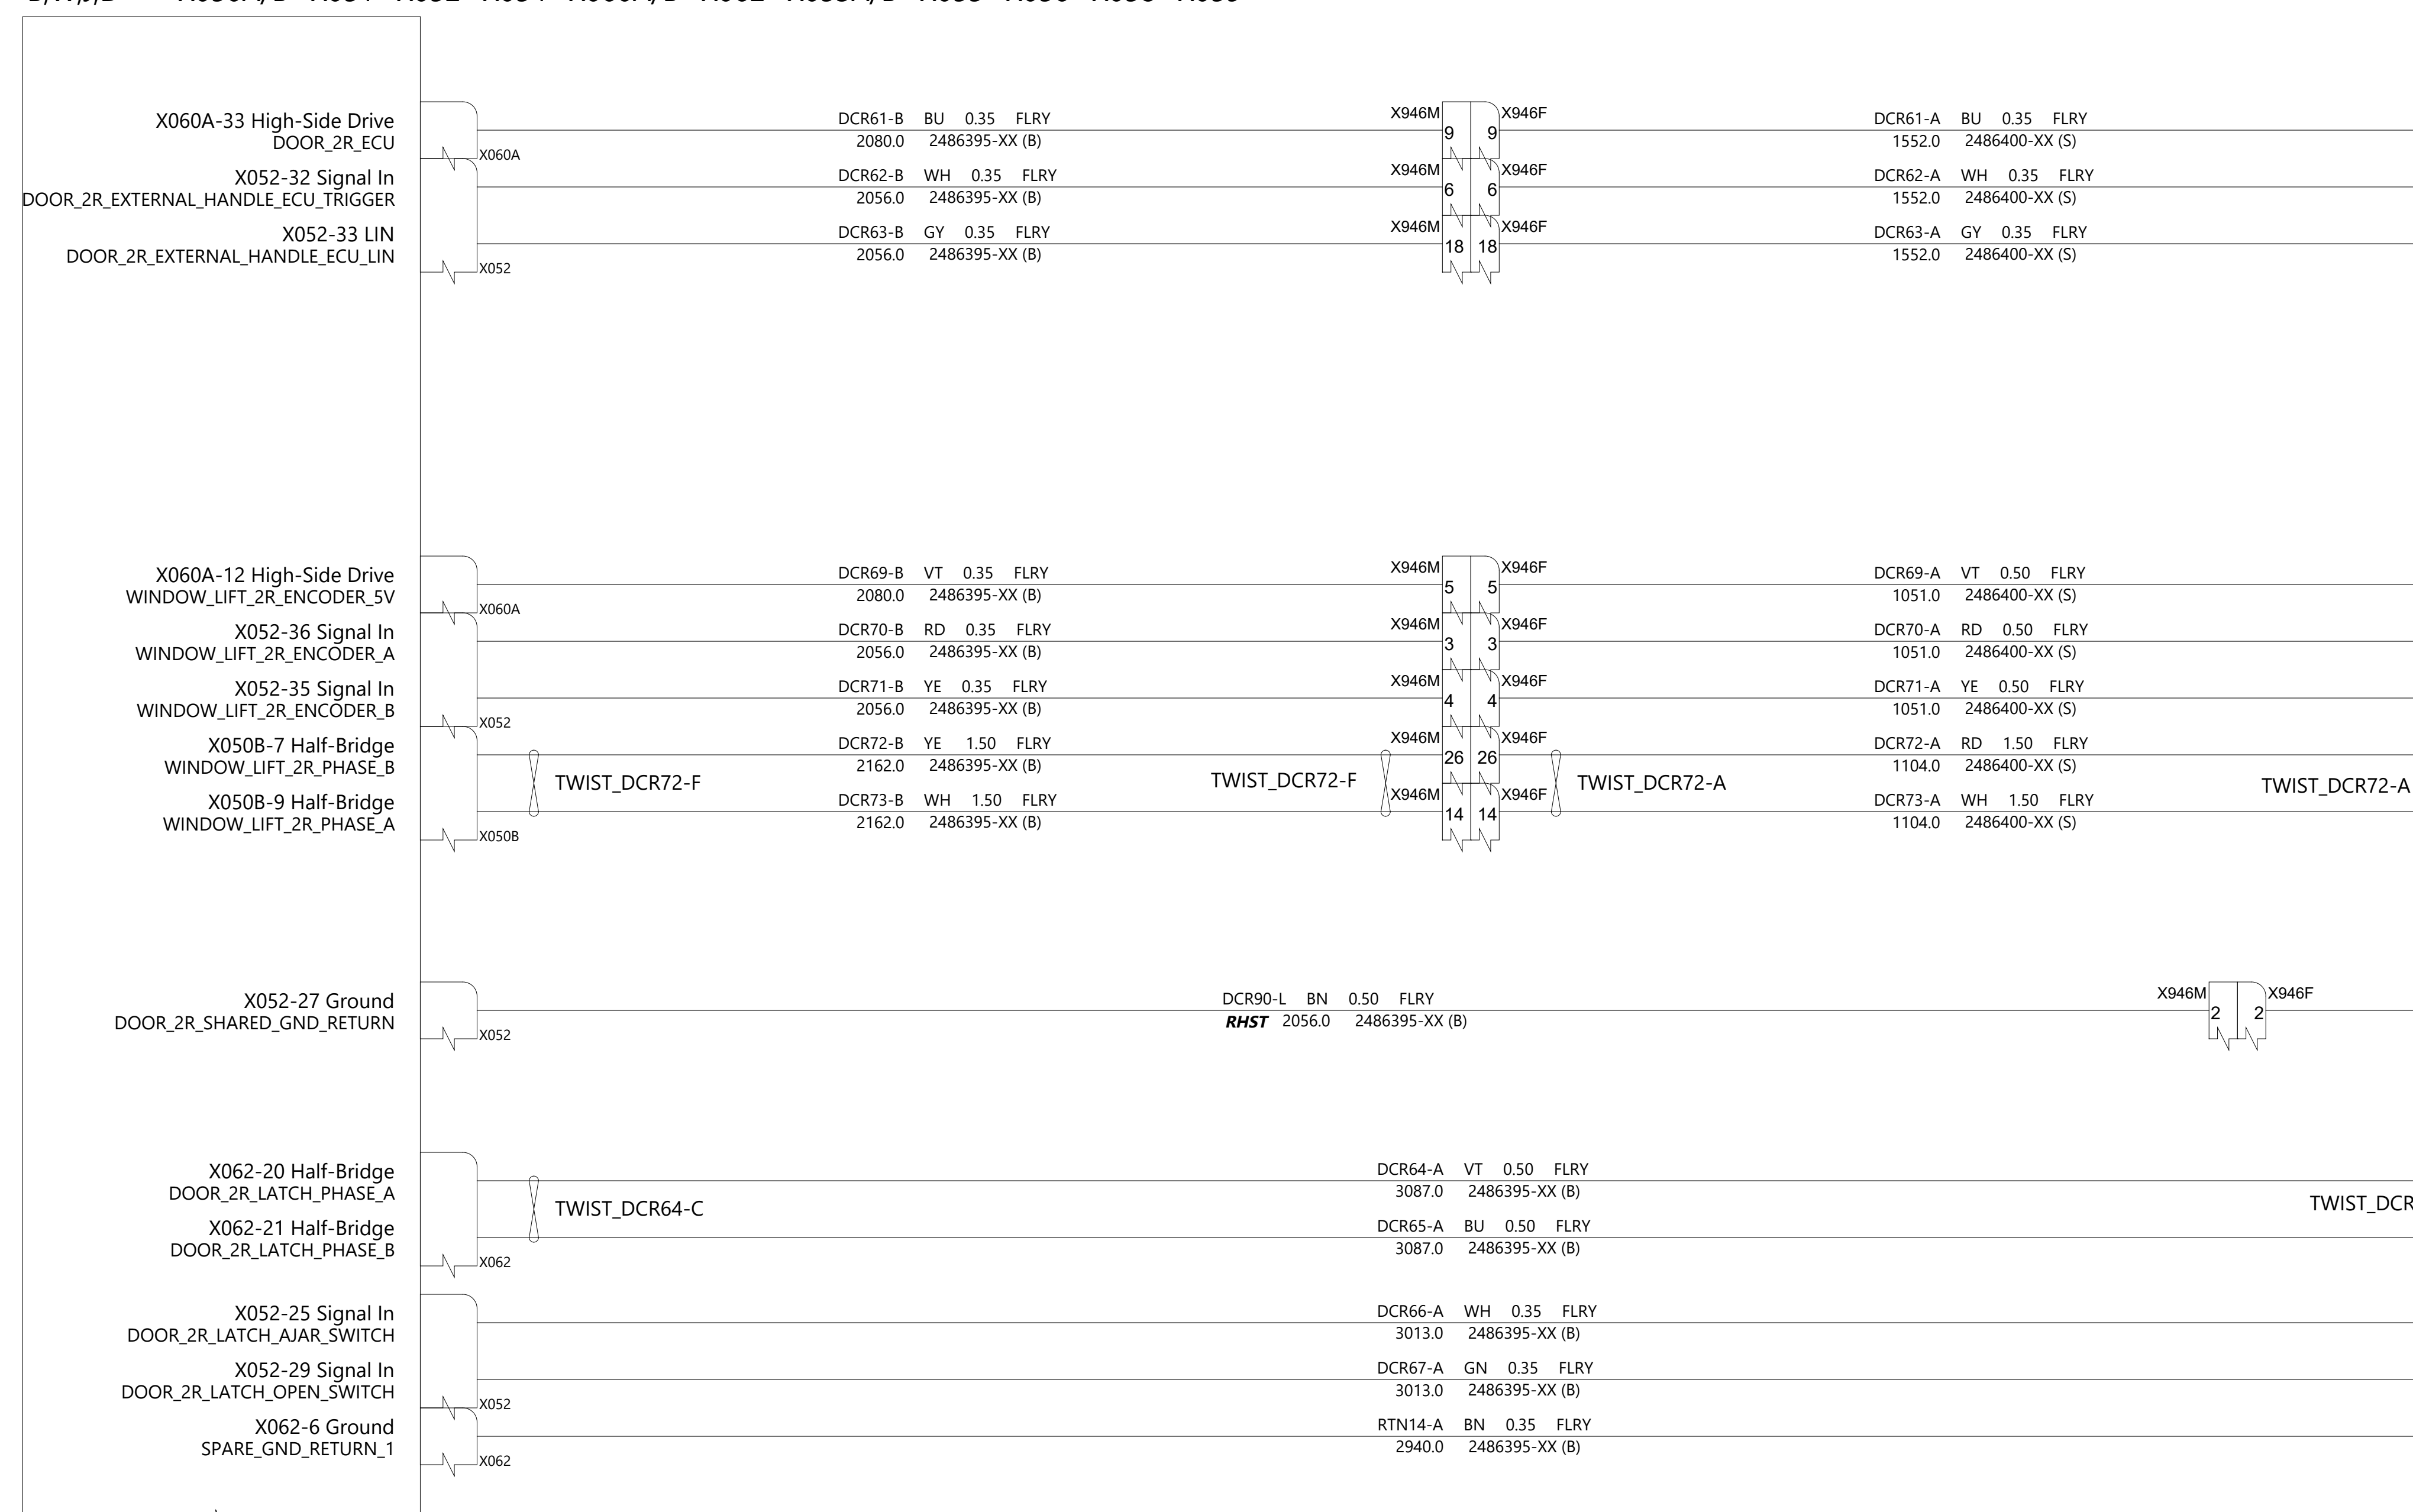 X060A-33 High-Side Drive
DOOR_2R_ECU
X060A
DCR61-B BU 0.35 FLRY
2080.0 2486395-XX (B)
X946M 9 9 X946F
DCR61-A BU 0.35 FLRY
1552.0 2486400-XX (S)
X052-32 Signal In
DOOR_2R_EXTERNAL_HANDLE_ECU_TRIGGER
DCR62-B WH 0.35 FLRY
2056.0 2486395-XX (B)
X946M 6 6 X946F
DCR62-A WH 0.35 FLRY
1552.0 2486400-XX (S)
X052-33 LIN
DOOR_2R_EXTERNAL_HANDLE_ECU_LIN
X052
DCR63-B GY 0.35 FLRY
2056.0 2486395-XX (B)
X946M 18 18 X946F
DCR63-A GY 0.35 FLRY
1552.0 2486400-XX (S)
X060A-12 High-Side Drive
WINDOW_LIFT_2R_ENCODER_5V
X060A
DCR69-B VT 0.35 FLRY
2080.0 2486395-XX (B)
X946M 5 5 X946F
DCR69-A VT 0.50 FLRY
1051.0 2486400-XX (S)
X052-36 Signal In
WINDOW_LIFT_2R_ENCODER_A
DCR70-B RD 0.35 FLRY
2056.0 2486395-XX (B)
X946M 3 3 X946F
DCR70-A RD 0.50 FLRY
1051.0 2486400-XX (S)
X052-35 Signal In
WINDOW_LIFT_2R_ENCODER_B
X052
DCR71-B YE 0.35 FLRY
2056.0 2486395-XX (B)
X946M 4 4 X946F
DCR71-A YE 0.50 FLRY
1051.0 2486400-XX (S)
X050B-7 Half-Bridge
WINDOW_LIFT_2R_PHASE_B
DCR72-B YE 1.50 FLRY
2162.0 2486395-XX (B)
X946M 26 26 X946F
DCR72-A RD 1.50 FLRY
1104.0 2486400-XX (S)
TWIST_DCR72-F TWIST_DCR72-F TWIST_DCR72-A TWIST_DCR72-A
X050B-9 Half-Bridge
WINDOW_LIFT_2R_PHASE_A
X050B
DCR73-B WH 1.50 FLRY
2162.0 2486395-XX (B)
X946M 14 14 X946F
DCR73-A WH 1.50 FLRY
1104.0 2486400-XX (S)
X052-27 Ground
DOOR_2R_SHARED_GND_RETURN
X052
DCR90-L BN 0.50 FLRY
RHST 2056.0 2486395-XX (B)
X946M 2 2 X946F
X062-20 Half-Bridge
DOOR_2R_LATCH_PHASE_A
DCR64-A VT 0.50 FLRY
3087.0 2486395-XX (B)
TWIST_DCR64-C TWIST_DCR
X062-21 Half-Bridge
DOOR_2R_LATCH_PHASE_B
X062
DCR65-A BU 0.50 FLRY
3087.0 2486395-XX (B)
X052-25 Signal In
DOOR_2R_LATCH_AJAR_SWITCH
DCR66-A WH 0.35 FLRY
3013.0 2486395-XX (B)
X052-29 Signal In
DOOR_2R_LATCH_OPEN_SWITCH
X052
DCR67-A GN 0.35 FLRY
3013.0 2486395-XX (B)
X062-6 Ground
SPARE_GND_RETURN_1
X062
RTN14-A BN 0.35 FLRY
2940.0 2486395-XX (B)